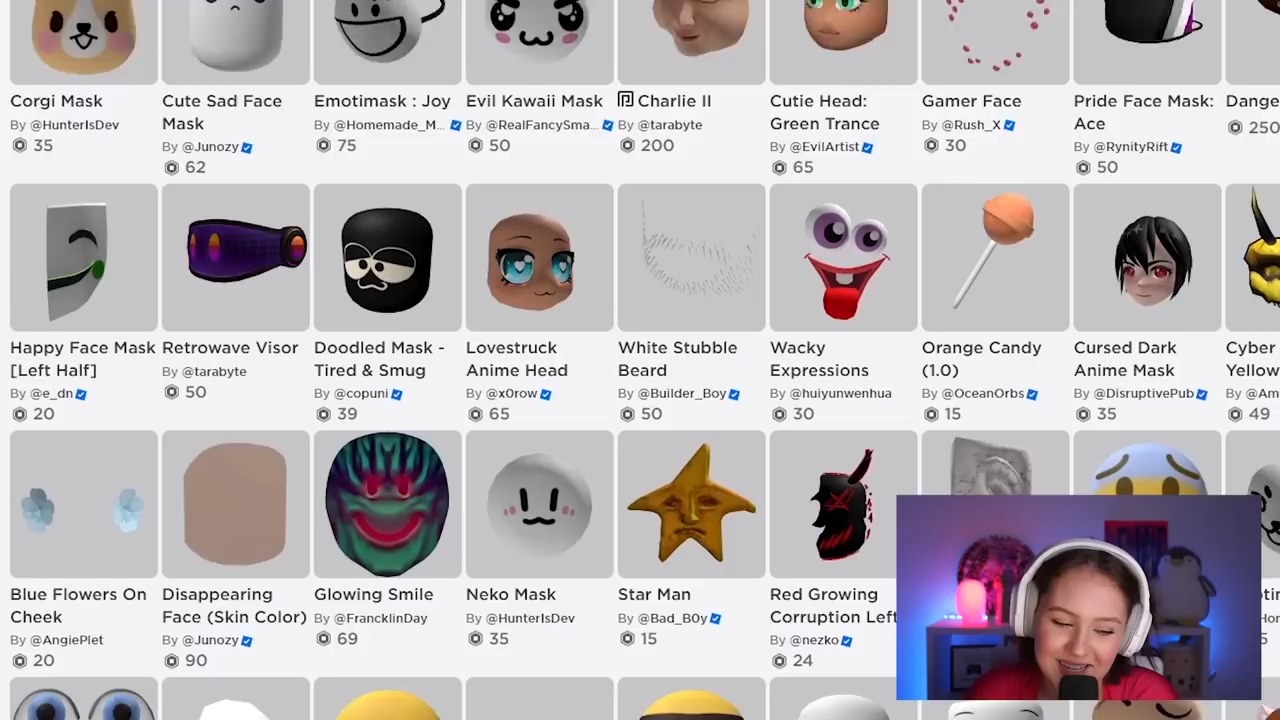 Corgi Mask
By @HunterIsDev
35
Cute Sad Face
Mask
By @Junozy
62
Emotimask : Joy
By @Homemade_M...
75
Evil Kawaii Mask
By @RealFancySma...
50
Charlie II
By @tarabyte
200
Cutie Head:
Green Trance
By @EvilArtist
65
Gamer Face
By @Rush_X
30
Pride Face Mask:
Ace
By @RynityRift
50
Dange
250
Happy Face Mask
[Left Half]
By @e_dn
20
Retrowave Visor
By @tarabyte
50
Doodled Mask -
Tired & Smug
By @copuni
39
Lovestruck
Anime Head
By @x0row
65
White Stubble
Beard
By @Builder_Boy
50
Wacky
Expressions
By @huiyunwenhua
30
Orange Candy
(1.0)
By @OceanOrbs
15
Cursed Dark
Anime Mask
By @DisruptivePub
35
Cyber
Yellow
By @Am
49
Blue Flowers On
Cheek
By @AngiePlet
20
Disappearing
Face (Skin Color)
By @Junozy
90
Glowing Smile
By @FrancklinDay
69
Neko Mask
By @HunterIsDev
35
Star Man
By @Bad_B0y
15
Red Growing
Corruption Left
By @nezko
24